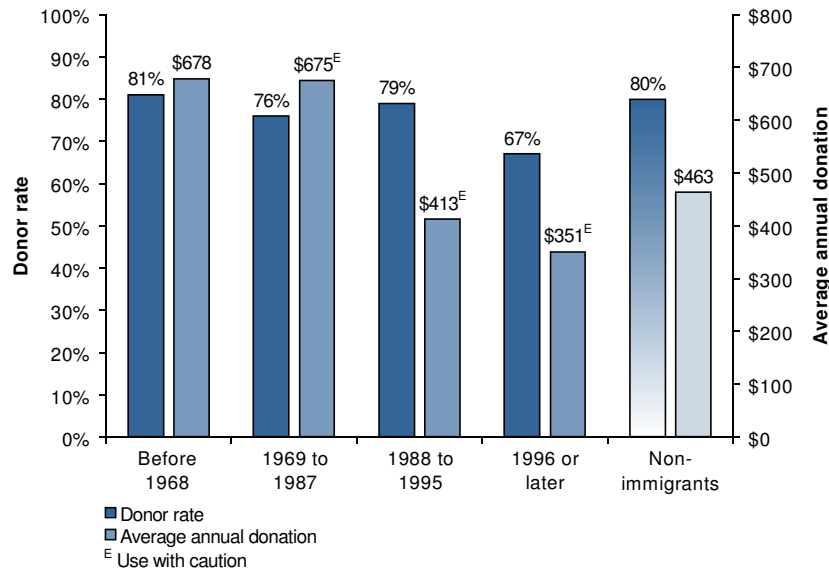 Donor rate
100%
90%
80%
70%
60%
50%
40%
30%
20%
10%
0%
81%
$678
76%
$675ᴱ
79%
$413ᴱ
67%
$351ᴱ
80%
$463
$800
$700
$600
$500
$400
$300
$200
$100
$0
Average annual donation
Before
1968
1969 to
1987
1988 to
1995
1996 or
later
Non-
immigrants
Donor rate
Average annual donation
ᴱ Use with caution